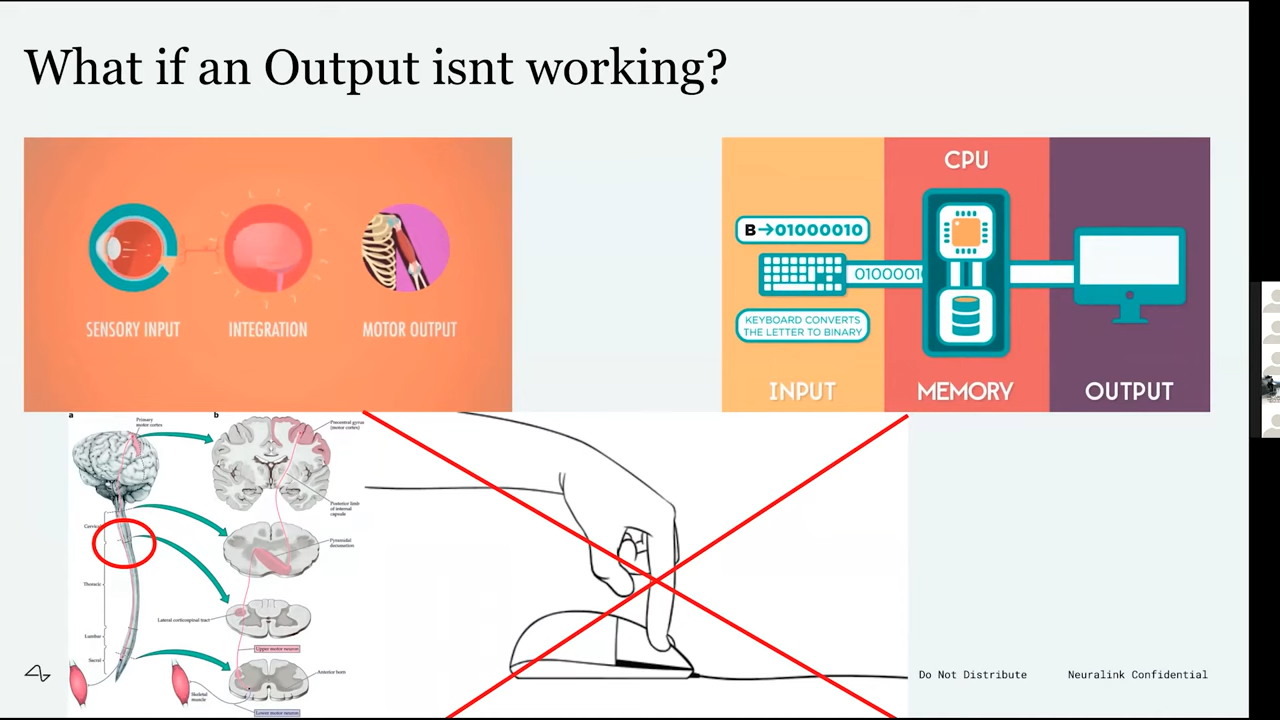 What if an Output isnt working?
SENSORY INPUT
INTEGRATION
MOTOR OUTPUT
CPU
B→01000010
0100001
KEYBOARD CONVERTS
THE LETTER TO BINARY
INPUT
MEMORY
OUTPUT
a
Primary
motor cortex
b
Precentral gyrus
(motor cortex)
Posterior limb
of internal
capsule
Cervical
Pyramidal
decussation
Thoracic
Lateral corticospinal tract
Lumbar
Upper motor neuron
Sacral
Anterior horn
Skeletal
muscle
Lower motor neuron
Do Not Distribute
Neuralink Confidential